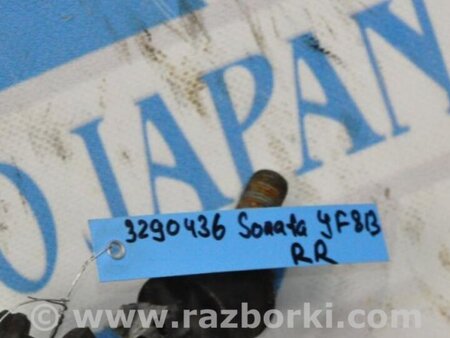 O JAPAN
3290436 Sonata YF8B
RR
www.razborki.com